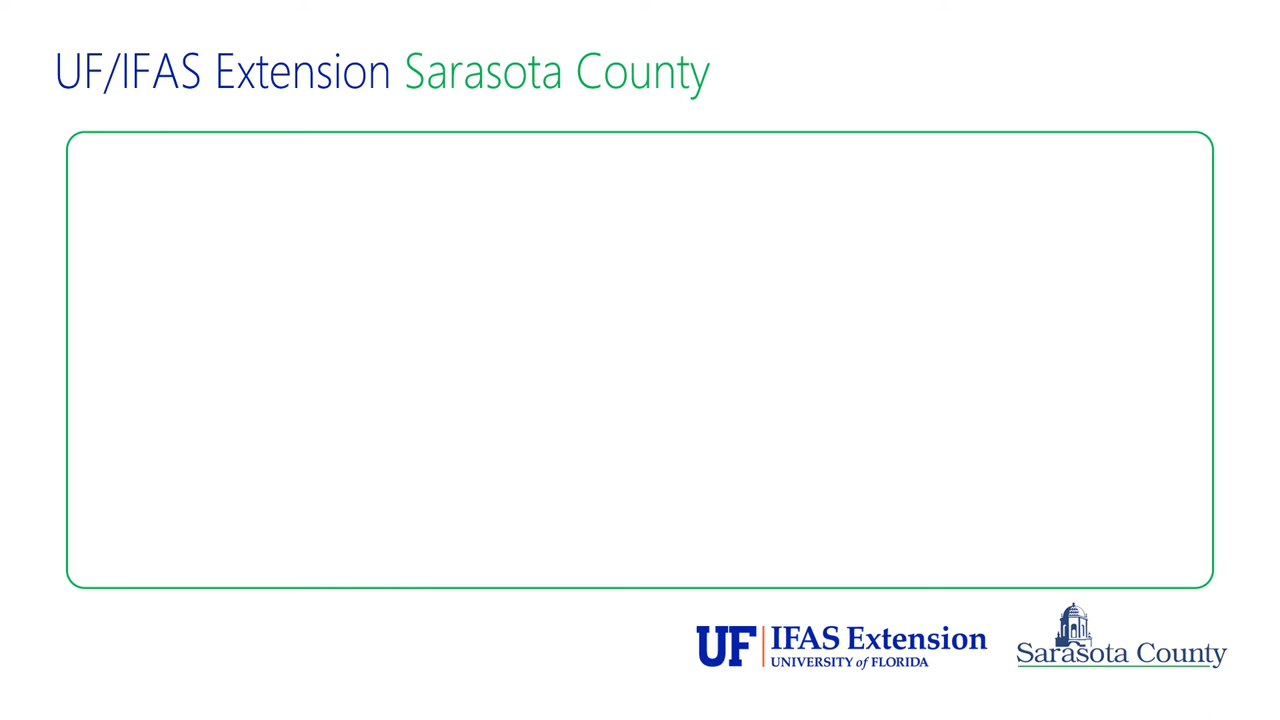 UF/IFAS Extension Sarasota County
UF IFAS Extension
UNIVERSITY of FLORIDA
Sarasota County